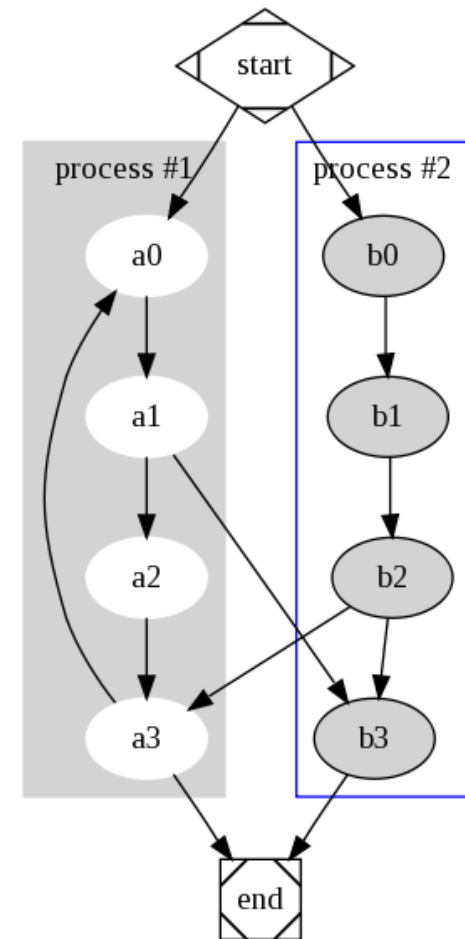 start
process #1
process #2
a0
b0
a1
b1
a2
b2
a3
b3
end